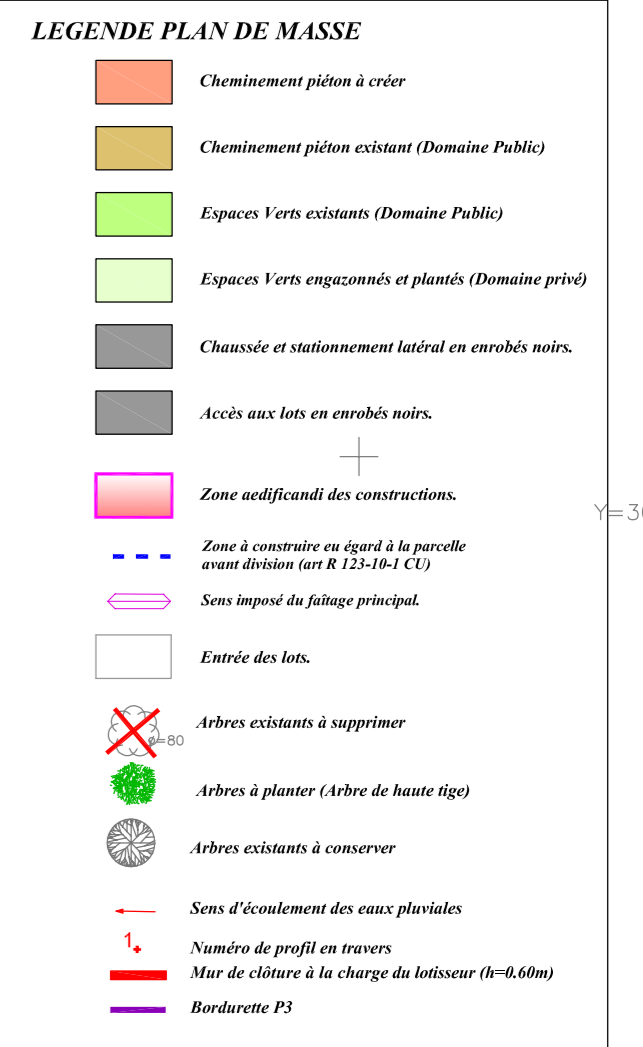 LEGENDE PLAN DE MASSE
Cheminement piéton à créer
Cheminement piéton existant (Domaine Public)
Espaces Verts existants (Domaine Public)
Espaces Verts engazonnés et plantés (Domaine privé)
Chaussée et stationnement latéral en enrobés noirs.
Accès aux lots en enrobés noirs.
Zone aedificandi des constructions.
Zone à construire eu égard à la parcelle
avant division (art R 123-10-1 CU)
Sens imposé du faîtage principal.
Entrée des lots.
Arbres existants à supprimer
ø=80
Arbres à planter (Arbre de haute tige)
Arbres existants à conserver
Sens d'écoulement des eaux pluviales
1
Numéro de profil en travers
Mur de clôture à la charge du lotisseur (h=0.60m)
Bordurette P3